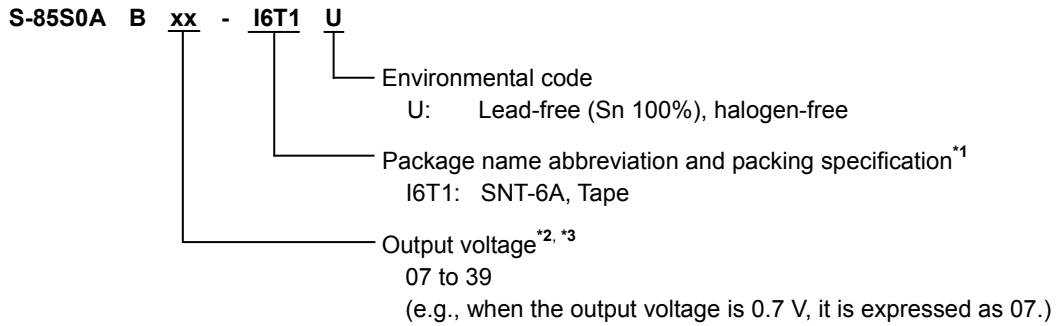 S-85S0A B xx - I6T1 U
Environmental code
U: Lead-free (Sn 100%), halogen-free
Package name abbreviation and packing specification*1
I6T1: SNT-6A, Tape
Output voltage*2, *3
07 to 39
(e.g., when the output voltage is 0.7 V, it is expressed as 07.)